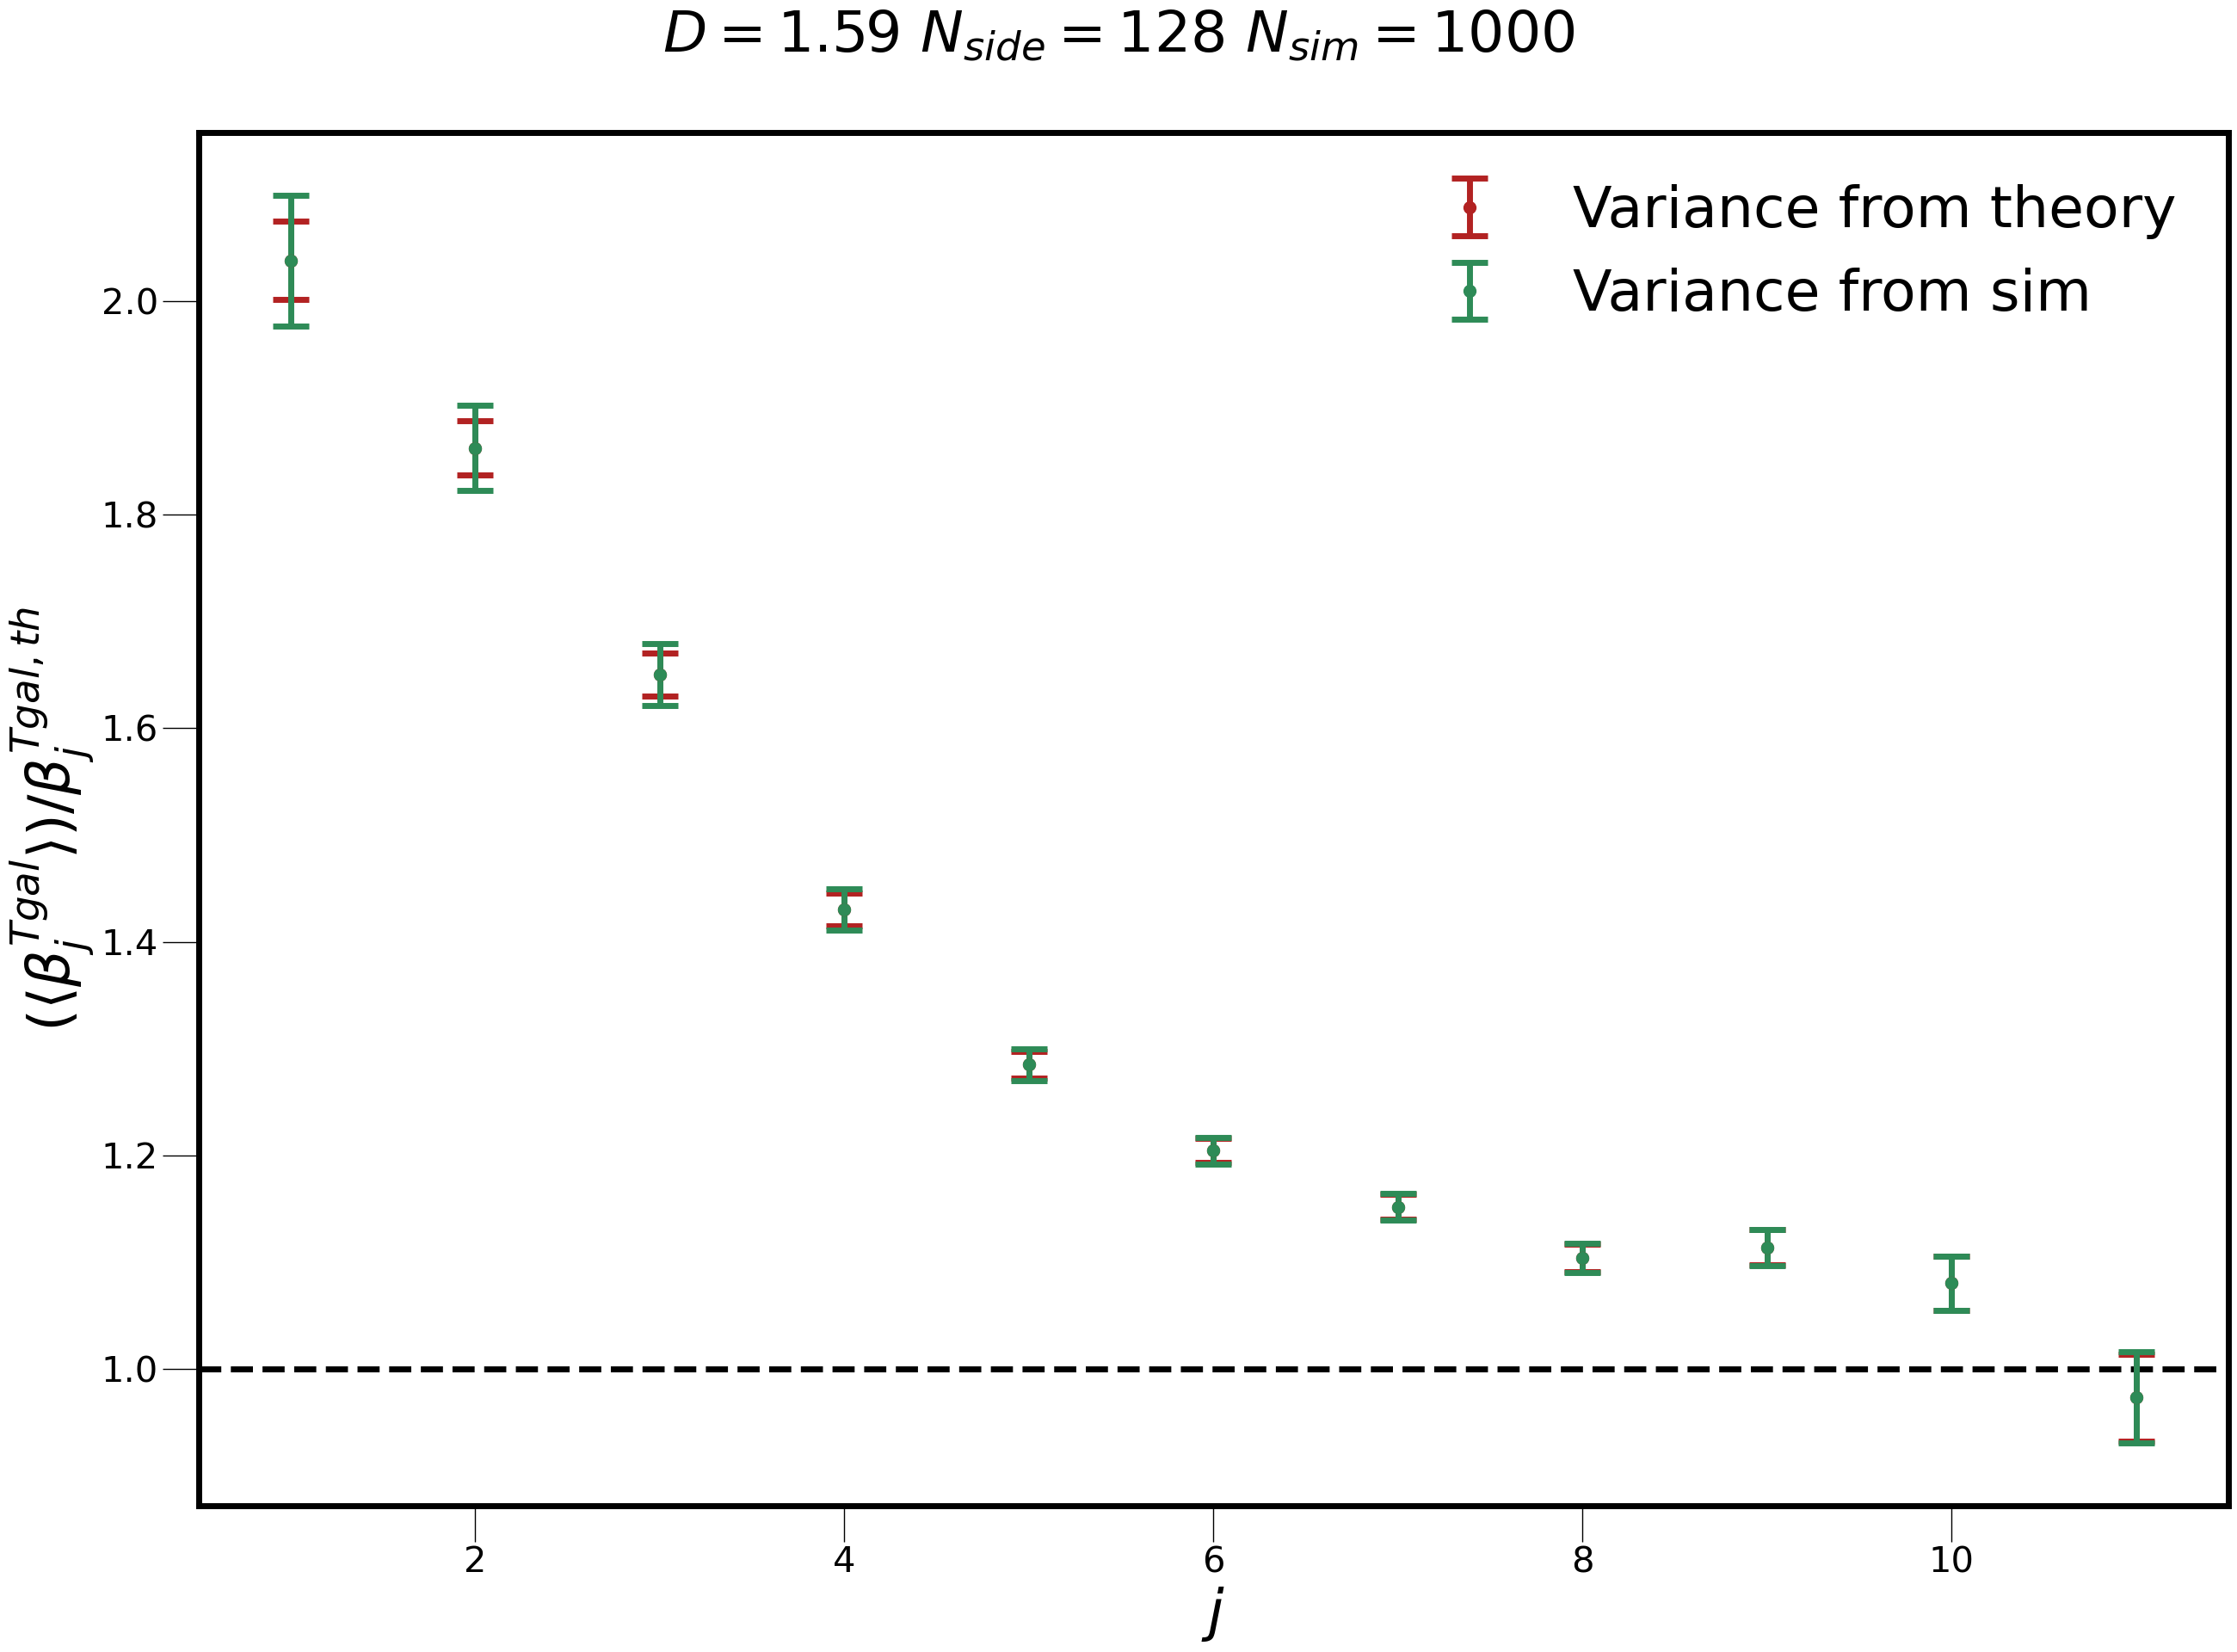 D = 1.59 N_side = 128 N_sim = 1000
Variance from theory
Variance from sim
2.0
1.8
1.6
1.4
1.2
1.0
(⟨β_j^{Tgal}⟩)/β_j^{Tgal, th}
2 4 6 8 10
j